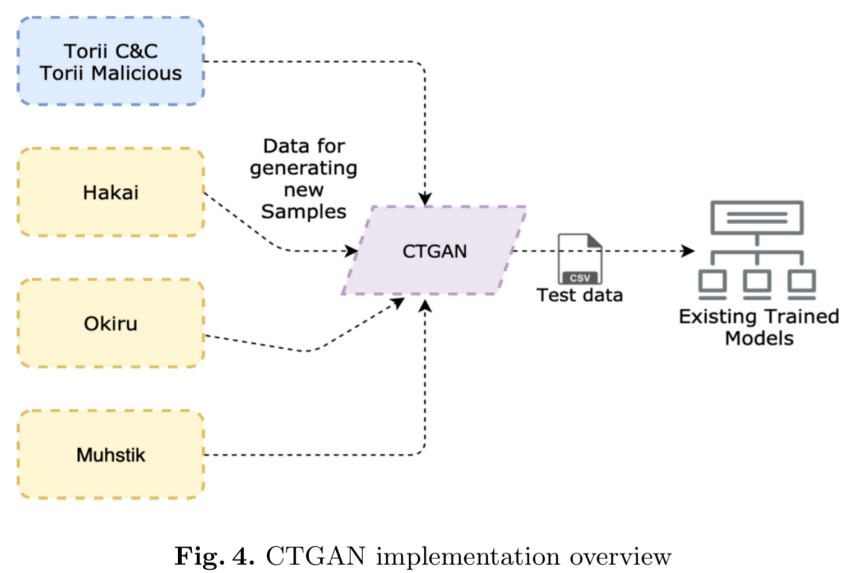 Torii C&C
Torii Malicious
Hakai
Data for
generating
new
Samples
CTGAN
CSV
Test data
Existing Trained
Models
Okiru
Muhstik
Fig. 4. CTGAN implementation overview